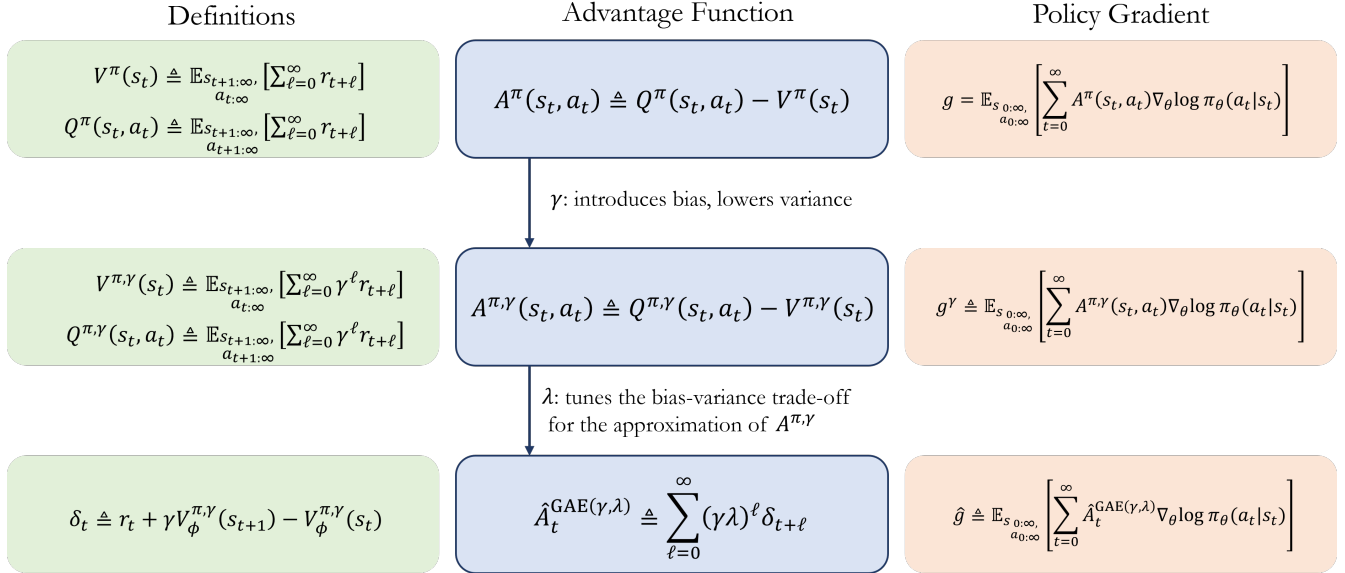 Definitions
Advantage Function
Policy Gradient
V^π(s_t) ≜ 𝔼_{s_{t+1:∞}, a_{t:∞}} [∑_{ℓ=0}^{∞} r_{t+ℓ}]
Q^π(s_t, a_t) ≜ 𝔼_{s_{t+1:∞}, a_{t+1:∞}} [∑_{ℓ=0}^{∞} r_{t+ℓ}]
A^π(s_t, a_t) ≜ Q^π(s_t, a_t) − V^π(s_t)
g = 𝔼_{s_{0:∞}, a_{0:∞}} [∑_{t=0}^{∞} A^π(s_t, a_t)∇_θ log π_θ(a_t|s_t)]
γ: introduces bias, lowers variance
V^{π,γ}(s_t) ≜ 𝔼_{s_{t+1:∞}, a_{t:∞}} [∑_{ℓ=0}^{∞} γ^ℓ r_{t+ℓ}]
Q^{π,γ}(s_t, a_t) ≜ 𝔼_{s_{t+1:∞}, a_{t+1:∞}} [∑_{ℓ=0}^{∞} γ^ℓ r_{t+ℓ}]
A^{π,γ}(s_t, a_t) ≜ Q^{π,γ}(s_t, a_t) − V^{π,γ}(s_t)
g^γ ≜ 𝔼_{s_{0:∞}, a_{0:∞}} [∑_{t=0}^{∞} A^{π,γ}(s_t, a_t)∇_θ log π_θ(a_t|s_t)]
λ: tunes the bias-variance trade-off
for the approximation of A^{π,γ}
δ_t ≜ r_t + γV_ϕ^{π,γ}(s_{t+1}) − V_ϕ^{π,γ}(s_t)
Â_t^{GAE(γ,λ)} ≜ ∑_{ℓ=0}^{∞} (γλ)^ℓ δ_{t+ℓ}
ĝ ≜ 𝔼_{s_{0:∞}, a_{0:∞}} [∑_{t=0}^{∞} Â_t^{GAE(γ,λ)}∇_θ log π_θ(a_t|s_t)]